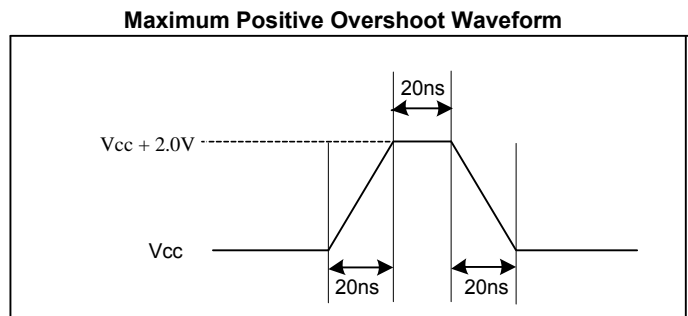 Maximum Positive Overshoot Waveform
20ns
Vcc + 2.0V
Vcc
20ns
20ns